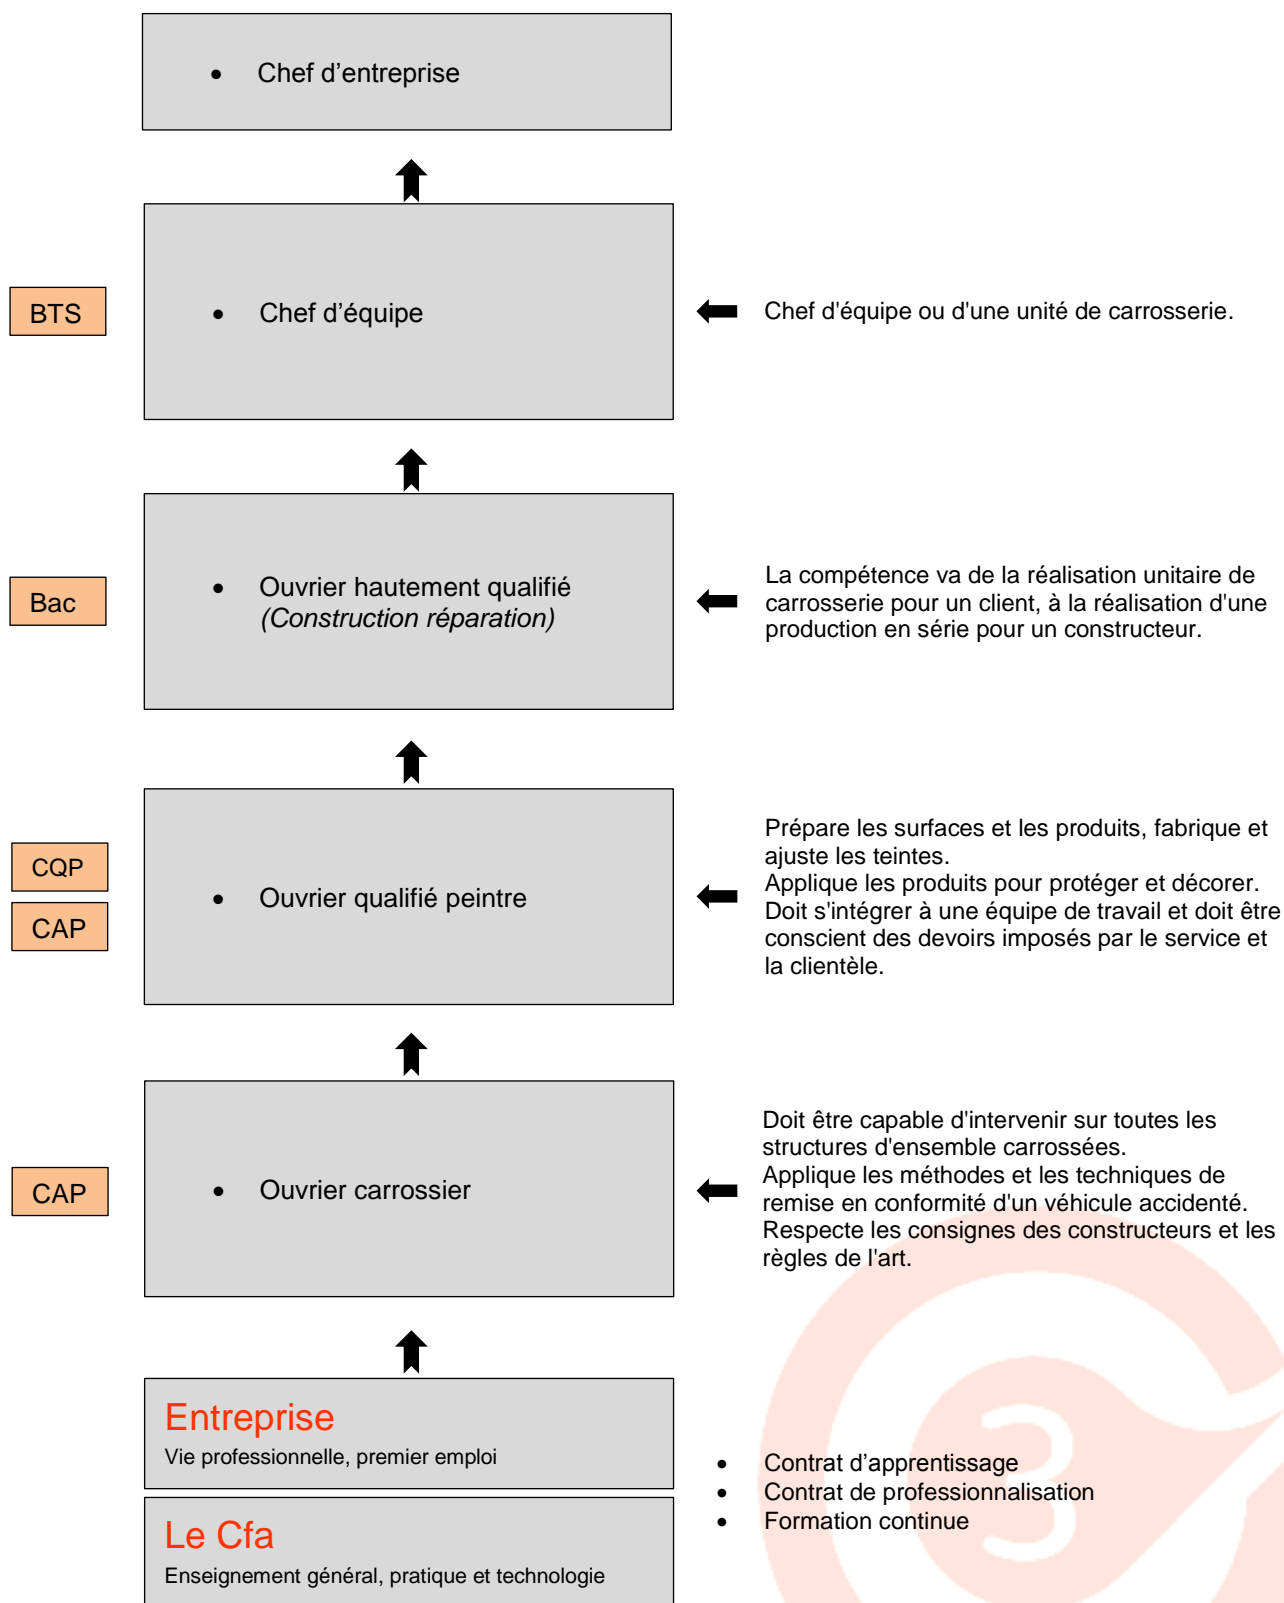 • Chef d’entreprise
BTS
• Chef d’équipe
Chef d'équipe ou d'une unité de carrosserie.
Bac
• Ouvrier hautement qualifié
(Construction réparation)
La compétence va de la réalisation unitaire de
carrosserie pour un client, à la réalisation d'une
production en série pour un constructeur.
CQP
CAP
• Ouvrier qualifié peintre
Prépare les surfaces et les produits, fabrique et
ajuste les teintes.
Applique les produits pour protéger et décorer.
Doit s'intégrer à une équipe de travail et doit être
conscient des devoirs imposés par le service et
la clientèle.
CAP
• Ouvrier carrossier
Doit être capable d'intervenir sur toutes les
structures d'ensemble carrossées.
Applique les méthodes et les techniques de
remise en conformité d'un véhicule accidenté.
Respecte les consignes des constructeurs et les
règles de l'art.
Entreprise
Vie professionnelle, premier emploi
Le Cfa
Enseignement général, pratique et technologie
• Contrat d’apprentissage
• Contrat de professionnalisation
• Formation continue
3